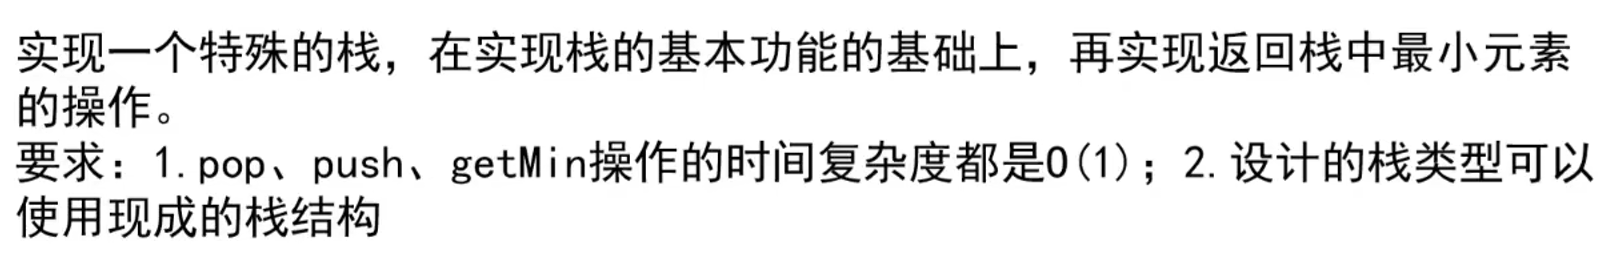 实现一个特殊的栈，在实现栈的基本功能的基础上，再实现返回栈中最小元素
的操作。
要求：1.pop、push、getMin操作的时间复杂度都是O(1)；2.设计的栈类型可以
使用现成的栈结构